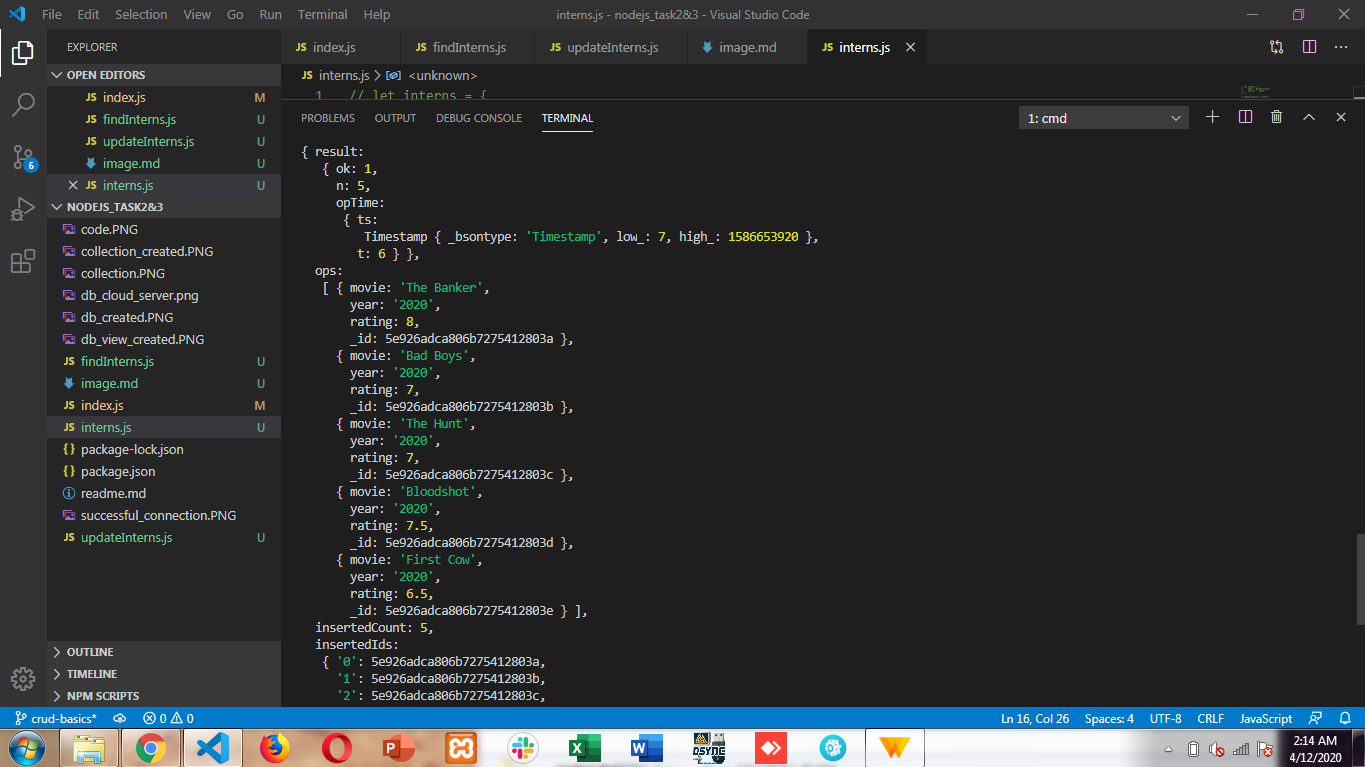 File Edit Selection View Go Run Terminal Help interns.js - nodejs_task2&3 - Visual Studio Code
EXPLORER
JS index.js JS findInterns.js JS updateInterns.js image.md JS interns.js
OPEN EDITORS
JS interns.js > <unknown>
JS index.js M
1 // let interns = {
JS findInterns.js U
JS updateInterns.js U
image.md U
JS interns.js U
NODEJS_TASK2&3
code.PNG
collection_created.PNG
collection.PNG
db_cloud_server.png
db_created.PNG
db_view_created.PNG
JS findInterns.js U
image.md U
JS index.js M
JS interns.js U
{} package-lock.json
{} package.json
readme.md
successful_connection.PNG
JS updateInterns.js U
OUTLINE
TIMELINE
NPM SCRIPTS
6
PROBLEMS OUTPUT DEBUG CONSOLE TERMINAL 1: cmd
{ result:
{ ok: 1,
n: 5,
opTime:
{ ts:
Timestamp { _bsontype: 'Timestamp', low_: 7, high_: 1586653920 },
t: 6 } },
ops:
[ { movie: 'The Banker',
year: '2020',
rating: 8,
_id: 5e926adca806b7275412803a },
{ movie: 'Bad Boys',
year: '2020',
rating: 7,
_id: 5e926adca806b7275412803b },
{ movie: 'The Hunt',
year: '2020',
rating: 7,
_id: 5e926adca806b7275412803c },
{ movie: 'Bloodshot',
year: '2020',
rating: 7.5,
_id: 5e926adca806b7275412803d },
{ movie: 'First Cow',
year: '2020',
rating: 6.5,
_id: 5e926adca806b7275412803e } ],
insertedCount: 5,
insertedIds:
{ '0': 5e926adca806b7275412803a,
'1': 5e926adca806b7275412803b,
'2': 5e926adca806b7275412803c,
crud-basics* 0 0 Ln 16, Col 26 Spaces: 4 UTF-8 CRLF JavaScript
2:14 AM
4/12/2020